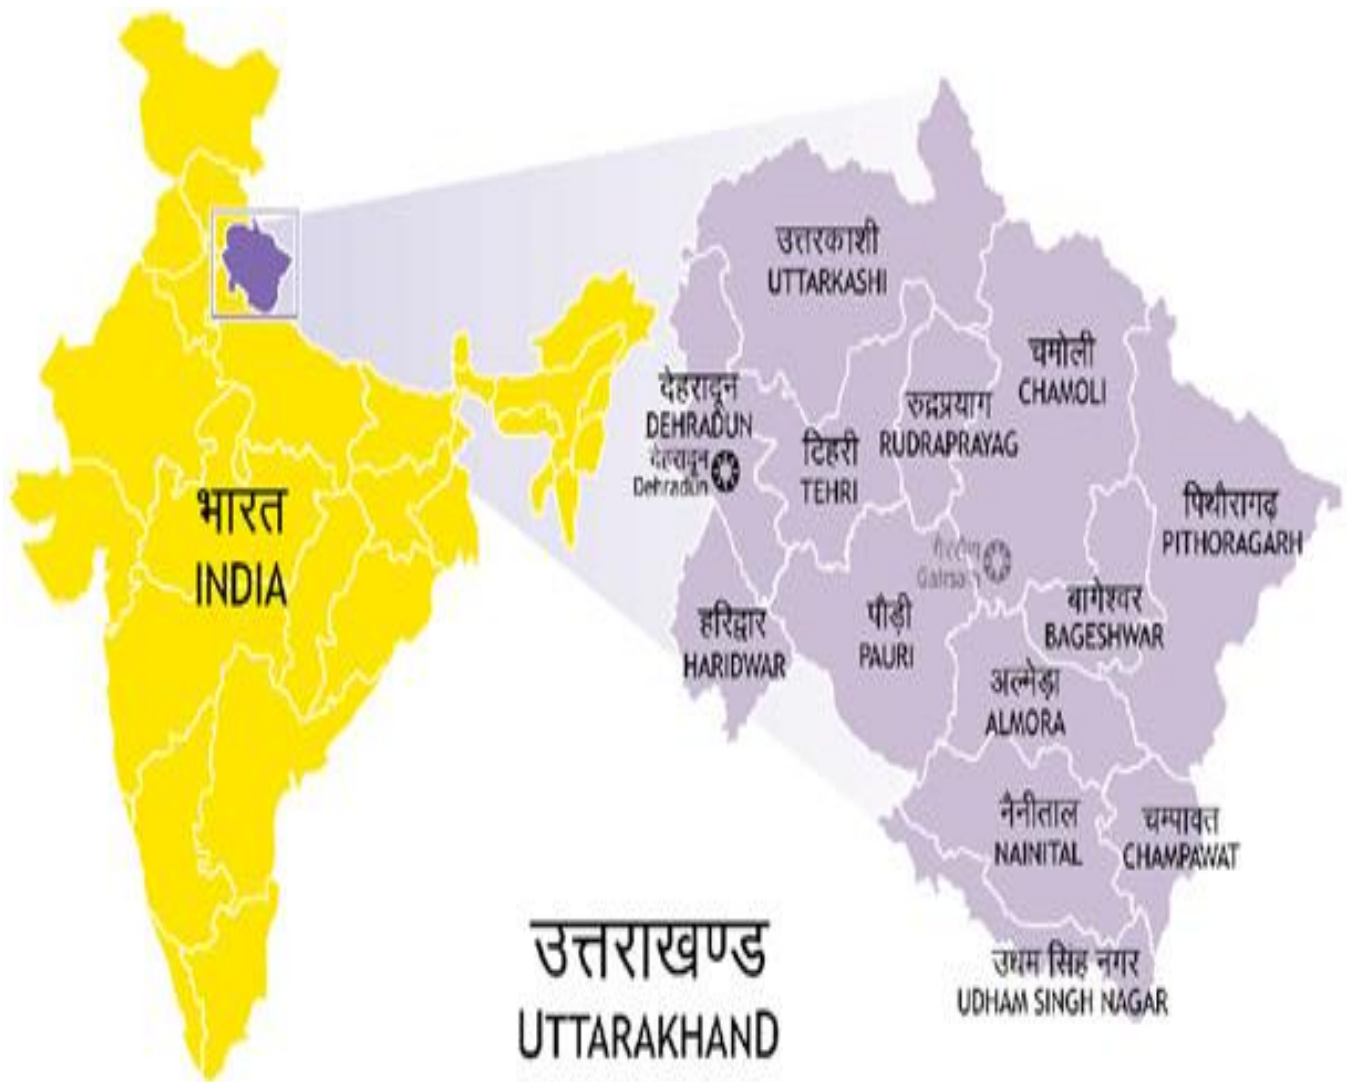 भारत
INDIA
उत्तरकाशी
UTTARKASHI
चमोली
CHAMOLI
देहरादून
DEHRADUN
देहरादून
Dehradun
रुद्रप्रयाग
RUDRAPRAYAG
टिहरी
TEHRI
पिथौरागढ़
PITHORAGARH
हरिद्वार
HARIDWAR
पौड़ी
PAURI
बागेश्वर
BAGESHWAR
अल्मोड़ा
ALMORA
नैनीताल
NAINITAL
चम्पावत
CHAMPAWAT
उधम सिंह नगर
UDHAM SINGH NAGAR
उत्तराखण्ड
UTTARAKHAND